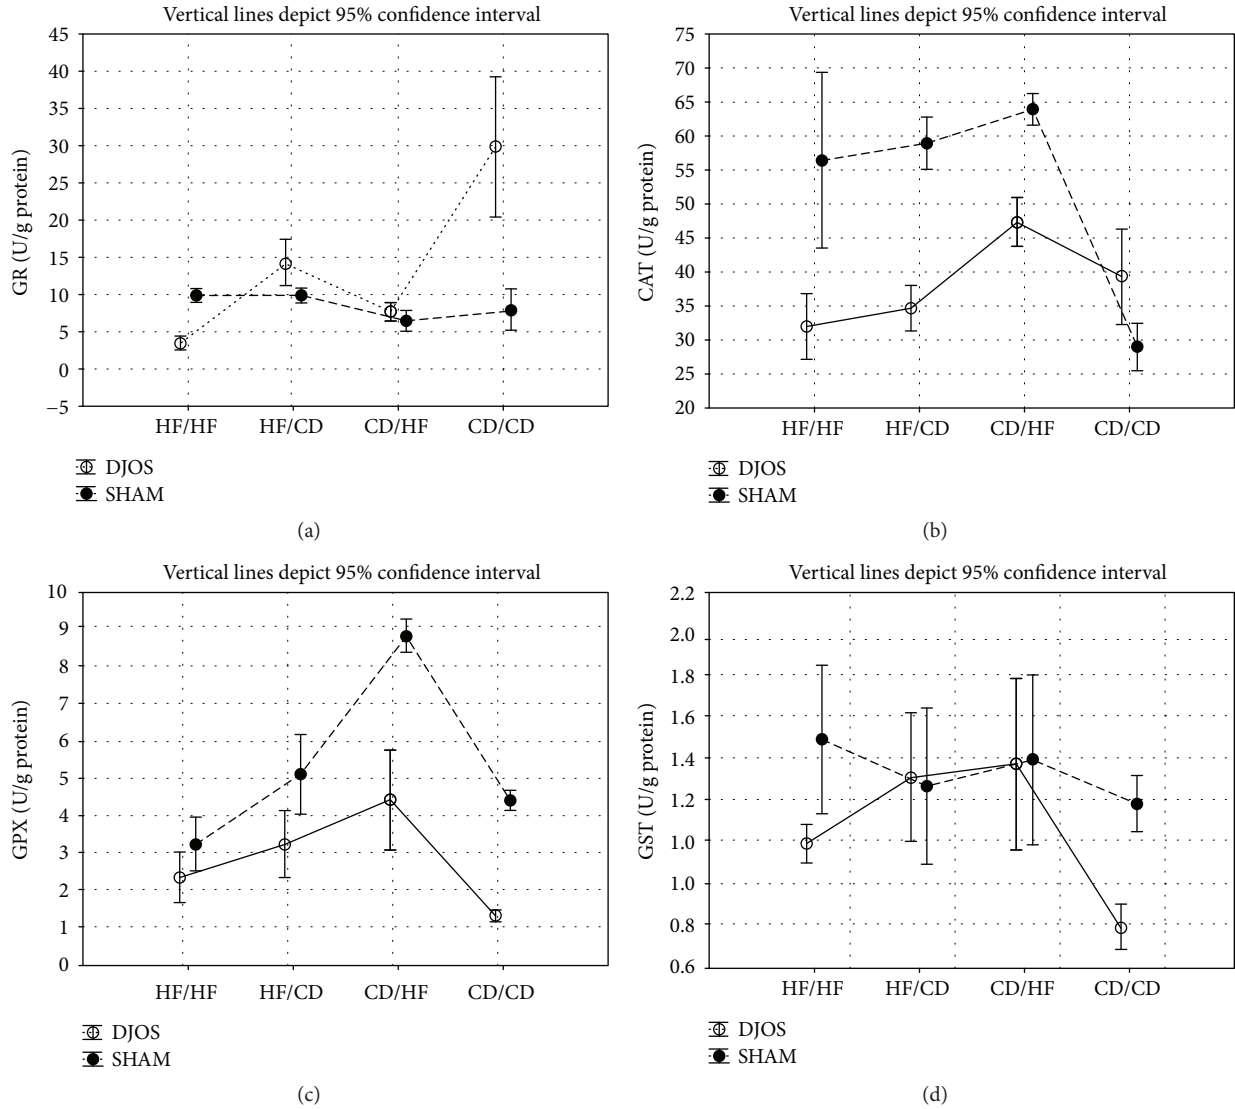 Vertical lines depict 95% confidence interval
GR (U/g protein)
45
40
35
30
25
20
15
10
5
0
−5
HF/HF HF/CD CD/HF CD/CD
DJOS
SHAM
(a)
Vertical lines depict 95% confidence interval
CAT (U/g protein)
75
70
65
60
55
50
45
40
35
30
25
20
HF/HF HF/CD CD/HF CD/CD
DJOS
SHAM
(b)
Vertical lines depict 95% confidence interval
GPX (U/g protein)
10
9
8
7
6
5
4
3
2
1
0
HF/HF HF/CD CD/HF CD/CD
DJOS
SHAM
(c)
Vertical lines depict 95% confidence interval
GST (U/g protein)
2.2
2.0
1.8
1.6
1.4
1.2
1.0
1.0
0.8
0.6
HF/HF HF/CD CD/HF CD/CD
DJOS
SHAM
(d)